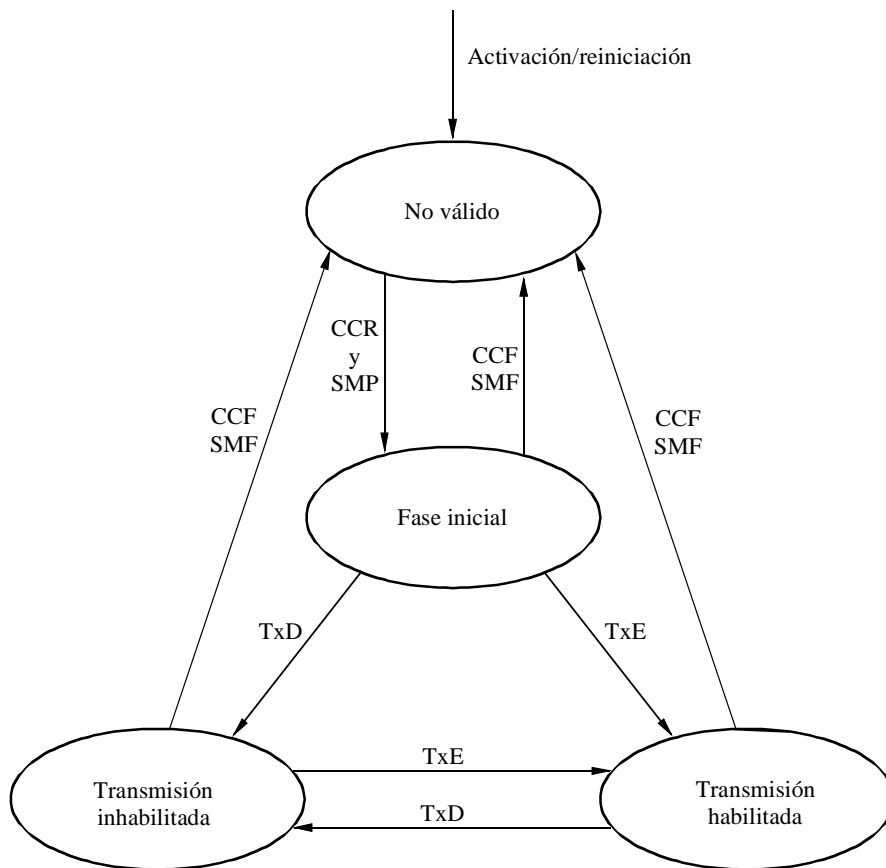 Activación/reiniciación
No válido
CCR
y
SMP
CCF
SMF
CCF
SMF
CCF
SMF
Fase inicial
TxD
TxE
TxE
Transmisión
inhabilitada
Transmisión
habilitada
TxD